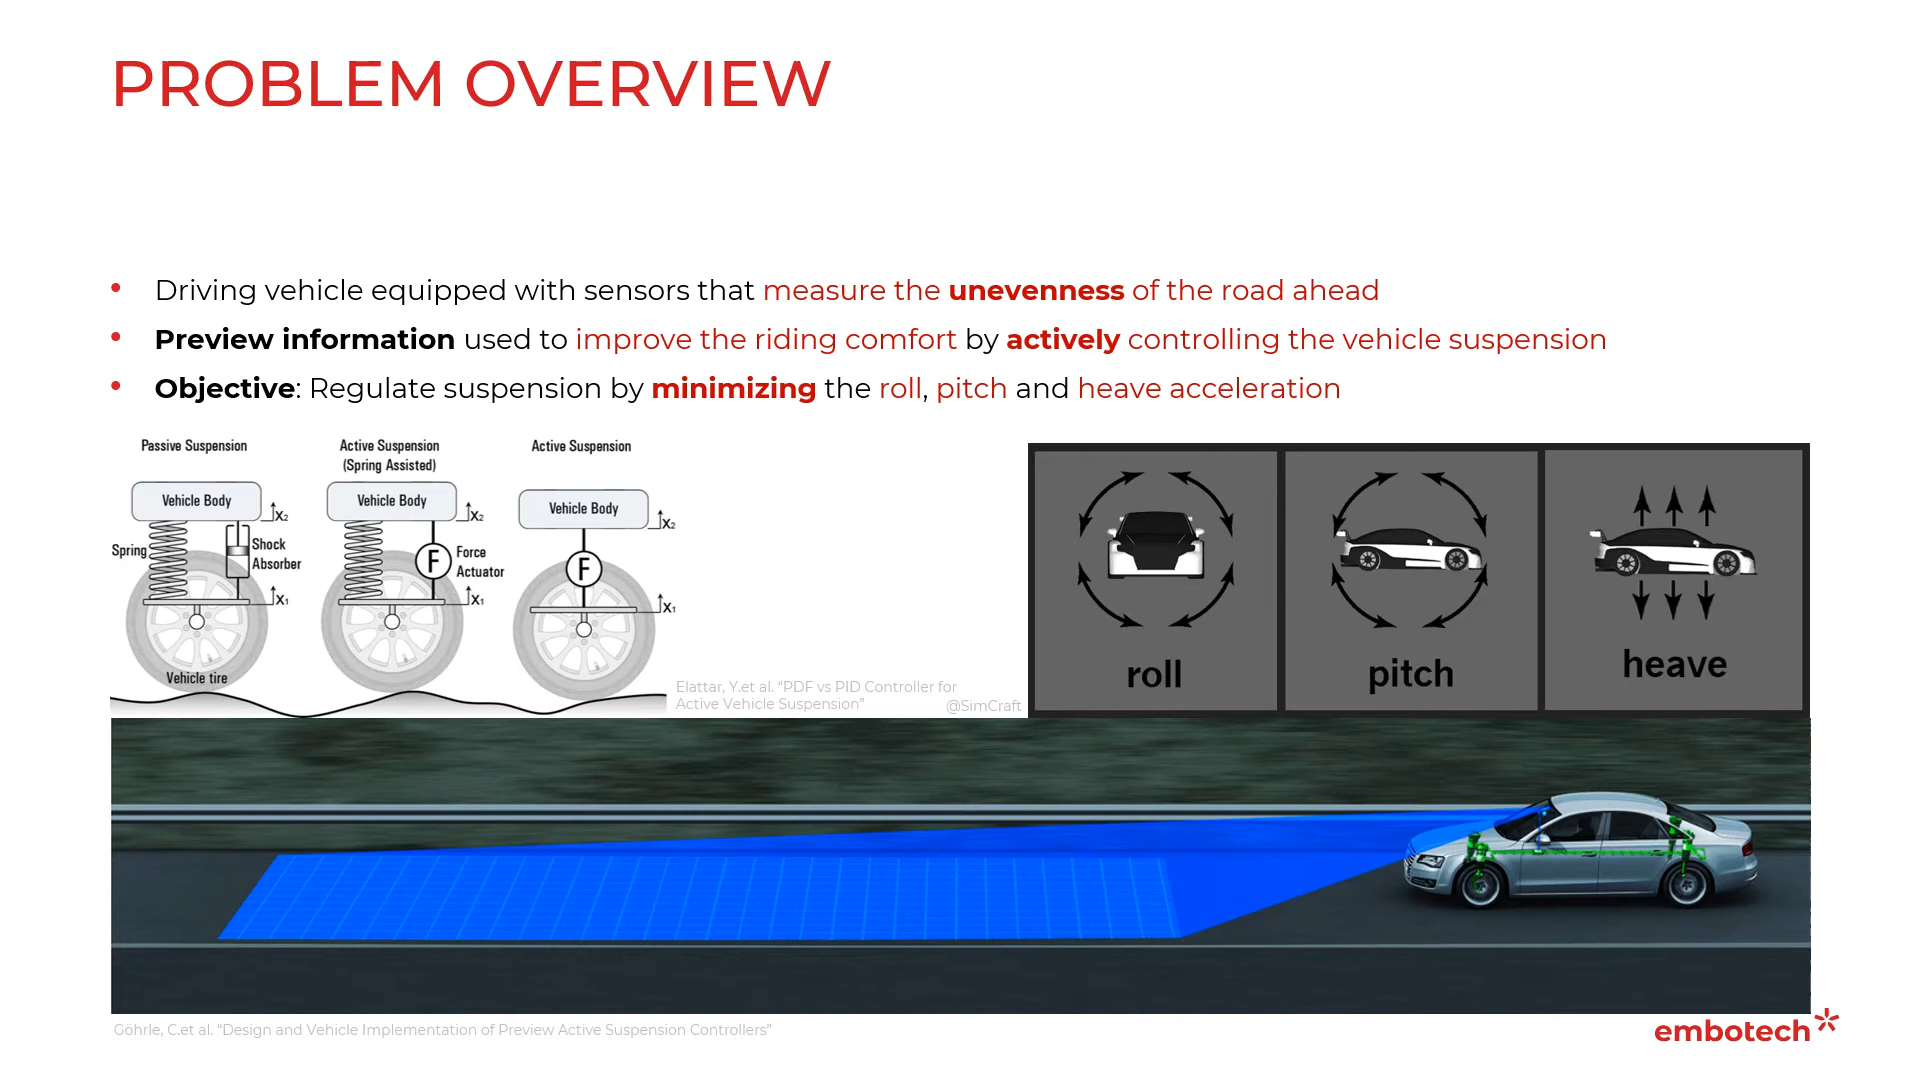 PROBLEM OVERVIEW
• Driving vehicle equipped with sensors that measure the unevenness of the road ahead
• Preview information used to improve the riding comfort by actively controlling the vehicle suspension
• Objective: Regulate suspension by minimizing the roll, pitch and heave acceleration
Passive Suspension
Vehicle Body
X2
Spring
Shock
Absorber
X1
Vehicle tire
Active Suspension
(Spring Assisted)
Vehicle Body
X2
F
Force
Actuator
X1
Active Suspension
Vehicle Body
X2
F
X1
Elattar, Y.et al. “PDF vs PID Controller for
Active Vehicle Suspension”
@SimCraft
roll
pitch
heave
Göhrle, C.et al. “Design and Vehicle Implementation of Preview Active Suspension Controllers”
embotech